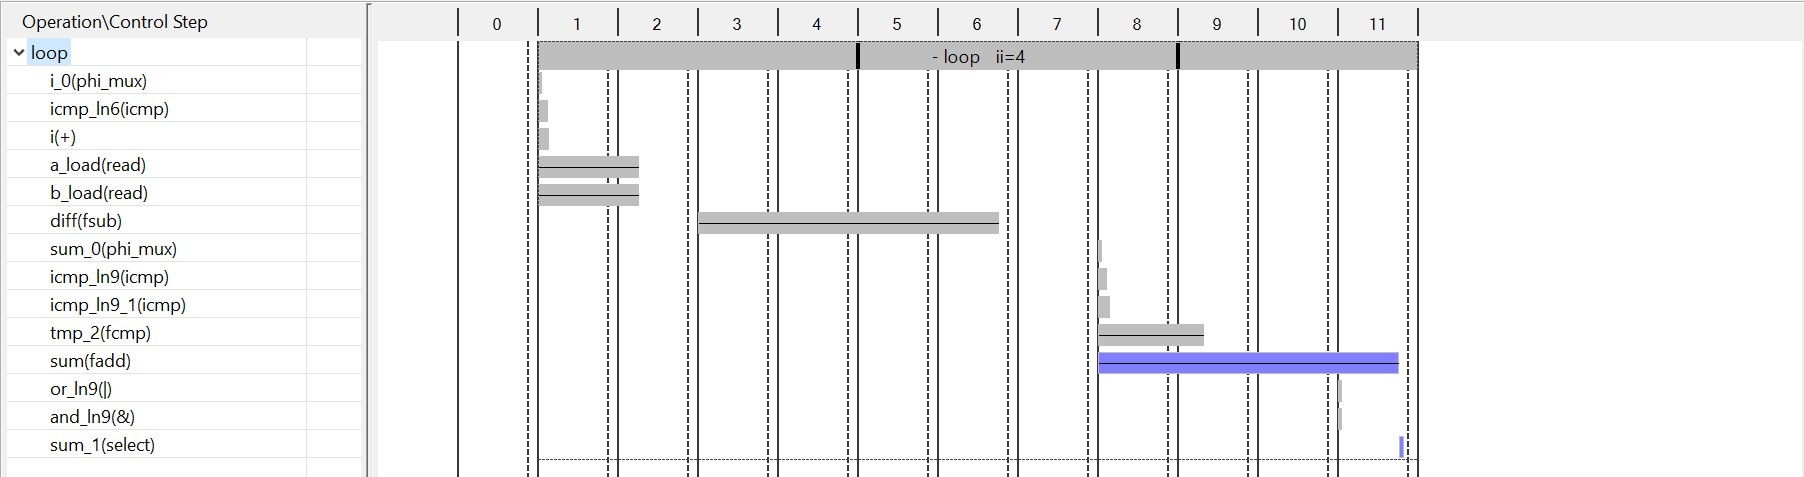 Operation\Control Step 0 1 2 3 4 5 6 7 8 9 10 11
loop - loop ii=4
i_0(phi_mux)
icmp_ln6(icmp)
i(+)
a_load(read)
b_load(read)
diff(fsub)
sum_0(phi_mux)
icmp_ln9(icmp)
icmp_ln9_1(icmp)
tmp_2(fcmp)
sum(fadd)
or_ln9(|)
and_ln9(&)
sum_1(select)